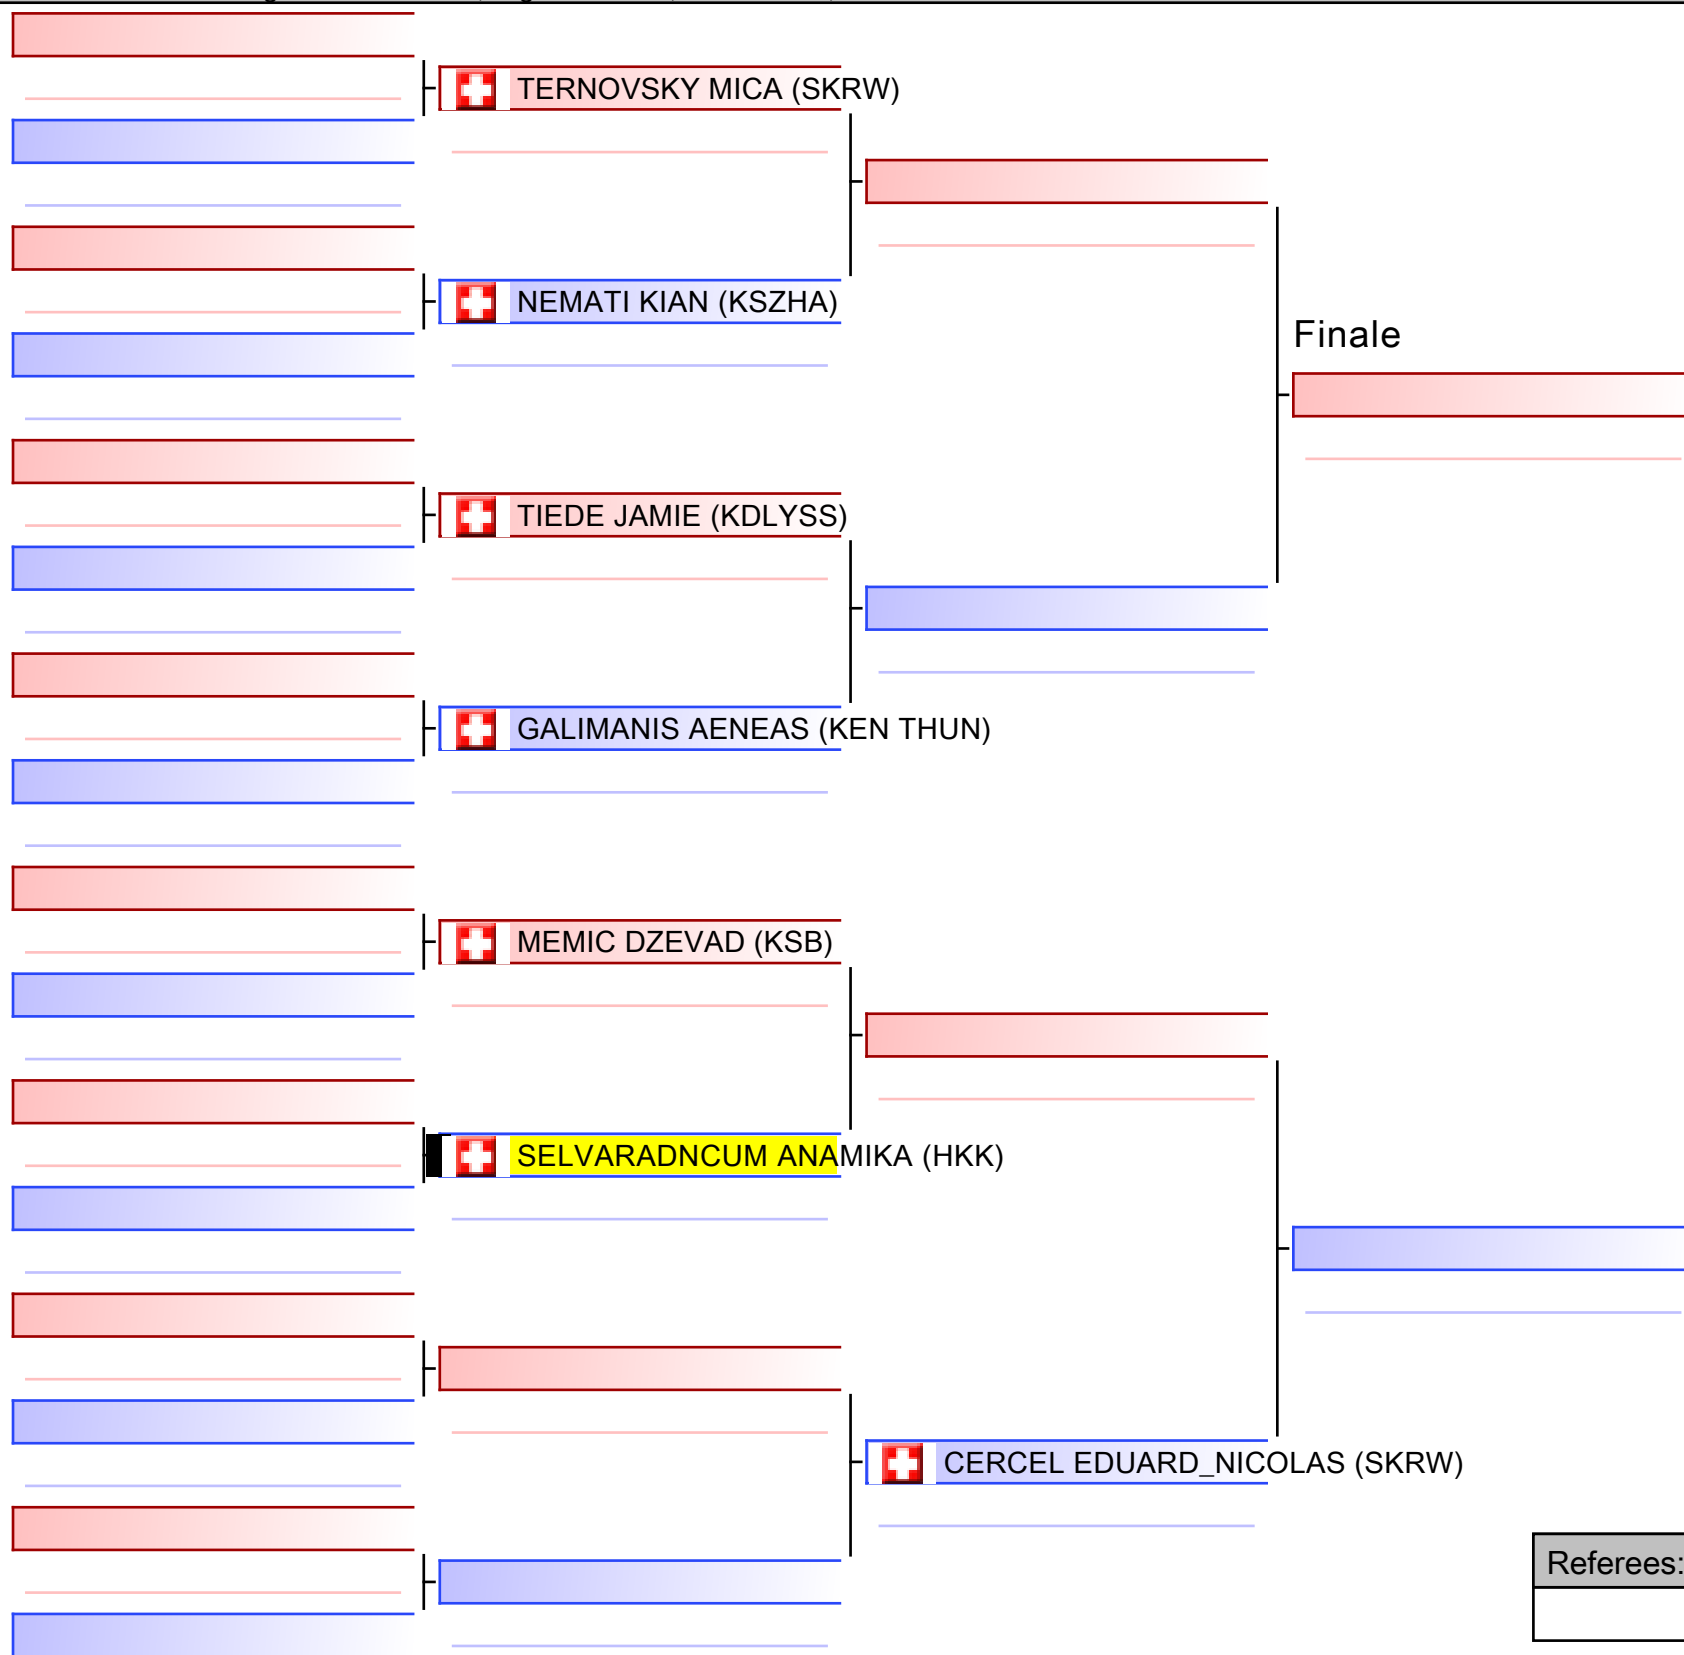 TERNOVSKY MICA (SKRW)
NEMATI KIAN (KSZHA)
Finale
TIEDE JAMIE (KDLYSS)
GALIMANIS AENEAS (KEN THUN)
MEMIC DZEVAD (KSB)
SELVARADNCUM ANAMIKA (HKK)
CERCEL EDUARD_NICOLAS (SKRW)
Referees: